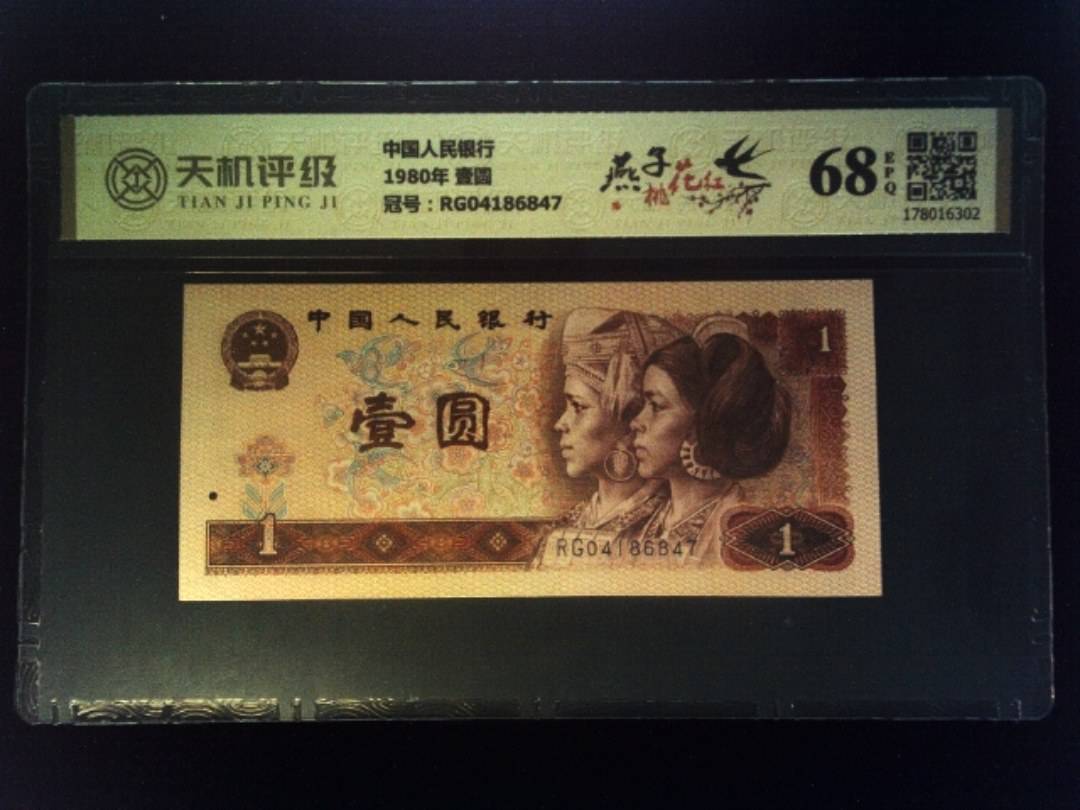 天机评级
TIAN JI PING JI
中国人民银行
1980年 壹圆
冠号：RG04186847
燕子
桃花红
68
EPQ
178016302
中国人民银行
壹圆
1
1
RG04186847
1